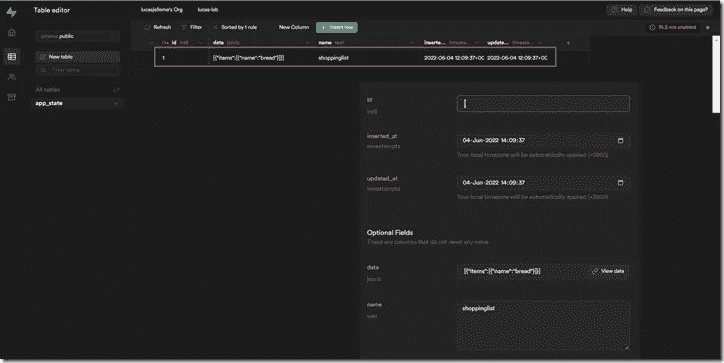 Table editor
lucasjellema's Org
lucas-lab
Help
Feedback on this page?
Refresh
Filter
Sorted by 1 rule
New Column
+ Insert row
RLS not enabled
schema public
New table
Filter tables
All tables
app_state
id int8
data jsonb
name text
inserte...
update...
1
[{"items":[{"name":"bread"}]}]
shoppinglist
2022-06-04 12:09:37+00
2022-06-04 12:09:37+00
id
int8
1
inserted_at
timestamptz
04-Jun-2022 14:09:37
Your local timezone will be automatically applied (+0200)
updated_at
timestamptz
04-Jun-2022 14:09:37
Your local timezone will be automatically applied (+0200)
Optional Fields
These are columns that do not need any value
data
jsonb
[{"items":[{"name":"bread"}]}]
View data
name
text
shoppinglist